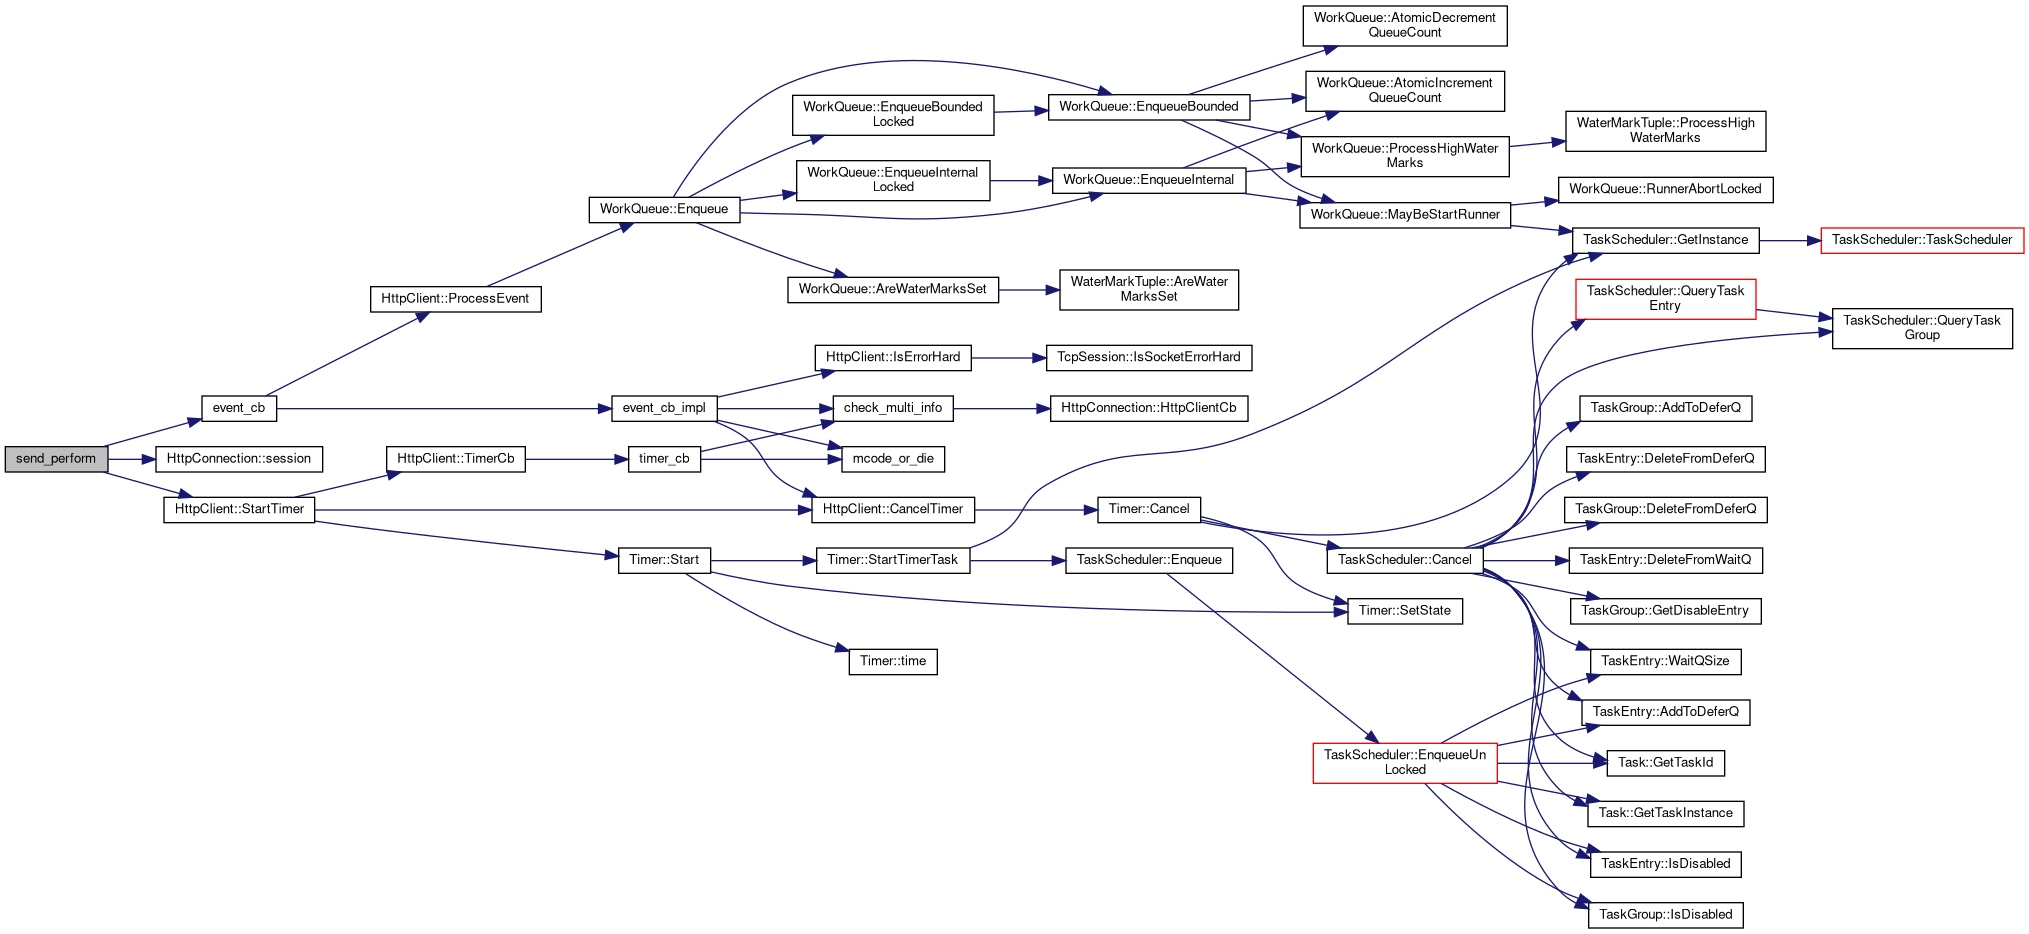 WorkQueue::AtomicDecrement
QueueCount
WorkQueue::AtomicIncrement
QueueCount
WorkQueue::EnqueueBounded
Locked
WorkQueue::EnqueueBounded
WorkQueue::ProcessHighWater
Marks
WaterMarkTuple::ProcessHigh
WaterMarks
WorkQueue::EnqueueInternal
Locked
WorkQueue::EnqueueInternal
WorkQueue::RunnerAbortLocked
WorkQueue::Enqueue
WorkQueue::MayBeStartRunner
TaskScheduler::GetInstance
TaskScheduler::TaskScheduler
HttpClient::ProcessEvent
WorkQueue::AreWaterMarksSet
WaterMarkTuple::AreWater
MarksSet
TaskScheduler::QueryTask
Entry
TaskScheduler::QueryTask
Group
HttpClient::IsErrorHard
TcpSession::IsSocketErrorHard
event_cb
event_cb_impl
check_multi_info
HttpConnection::HttpClientCb
TaskGroup::AddToDeferQ
send_perform
HttpConnection::session
HttpClient::TimerCb
timer_cb
mcode_or_die
TaskEntry::DeleteFromDeferQ
HttpClient::StartTimer
HttpClient::CancelTimer
Timer::Cancel
TaskGroup::DeleteFromDeferQ
Timer::Start
Timer::StartTimerTask
TaskScheduler::Enqueue
TaskScheduler::Cancel
TaskEntry::DeleteFromWaitQ
Timer::SetState
TaskGroup::GetDisableEntry
Timer::time
TaskEntry::WaitQSize
TaskEntry::AddToDeferQ
TaskScheduler::EnqueueUn
Locked
Task::GetTaskId
Task::GetTaskInstance
TaskEntry::IsDisabled
TaskGroup::IsDisabled